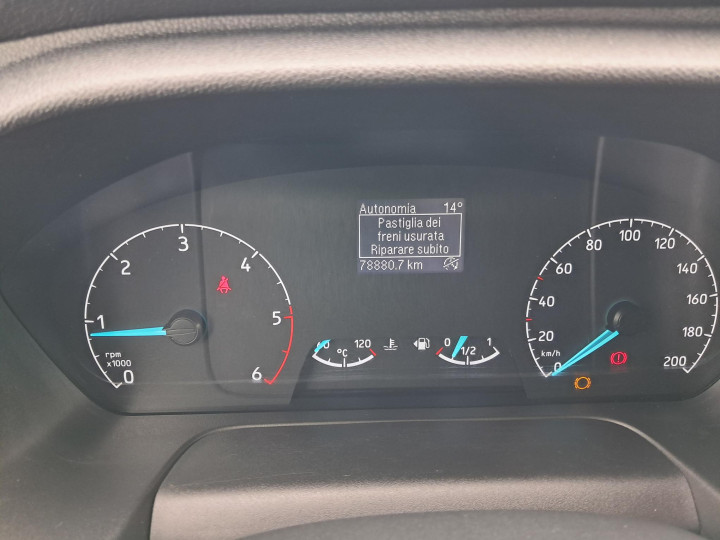 Autonomia 14°
Pastiglia dei
freni usurata
Riparare subito
78880.7 km
0 1 2 3 4 5 6
rpm
x1000
60 120
°C
0 1/2 1
0 20 40 60 80 100 120 140 160 180 200
km/h